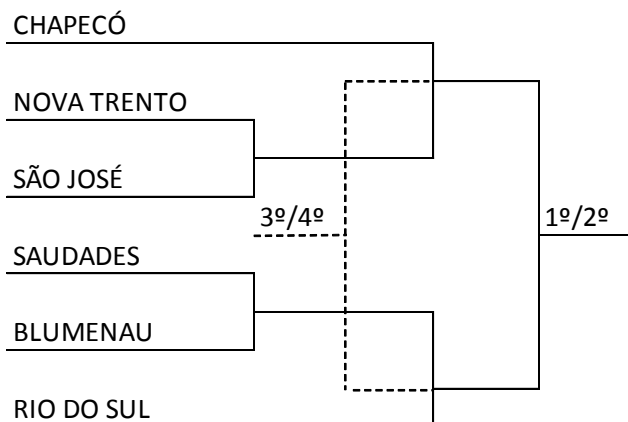 CHAPECÓ
NOVA TRENTO
SÃO JOSÉ
3º/4º
1º/2º
SAUDADES
BLUMENAU
RIO DO SUL